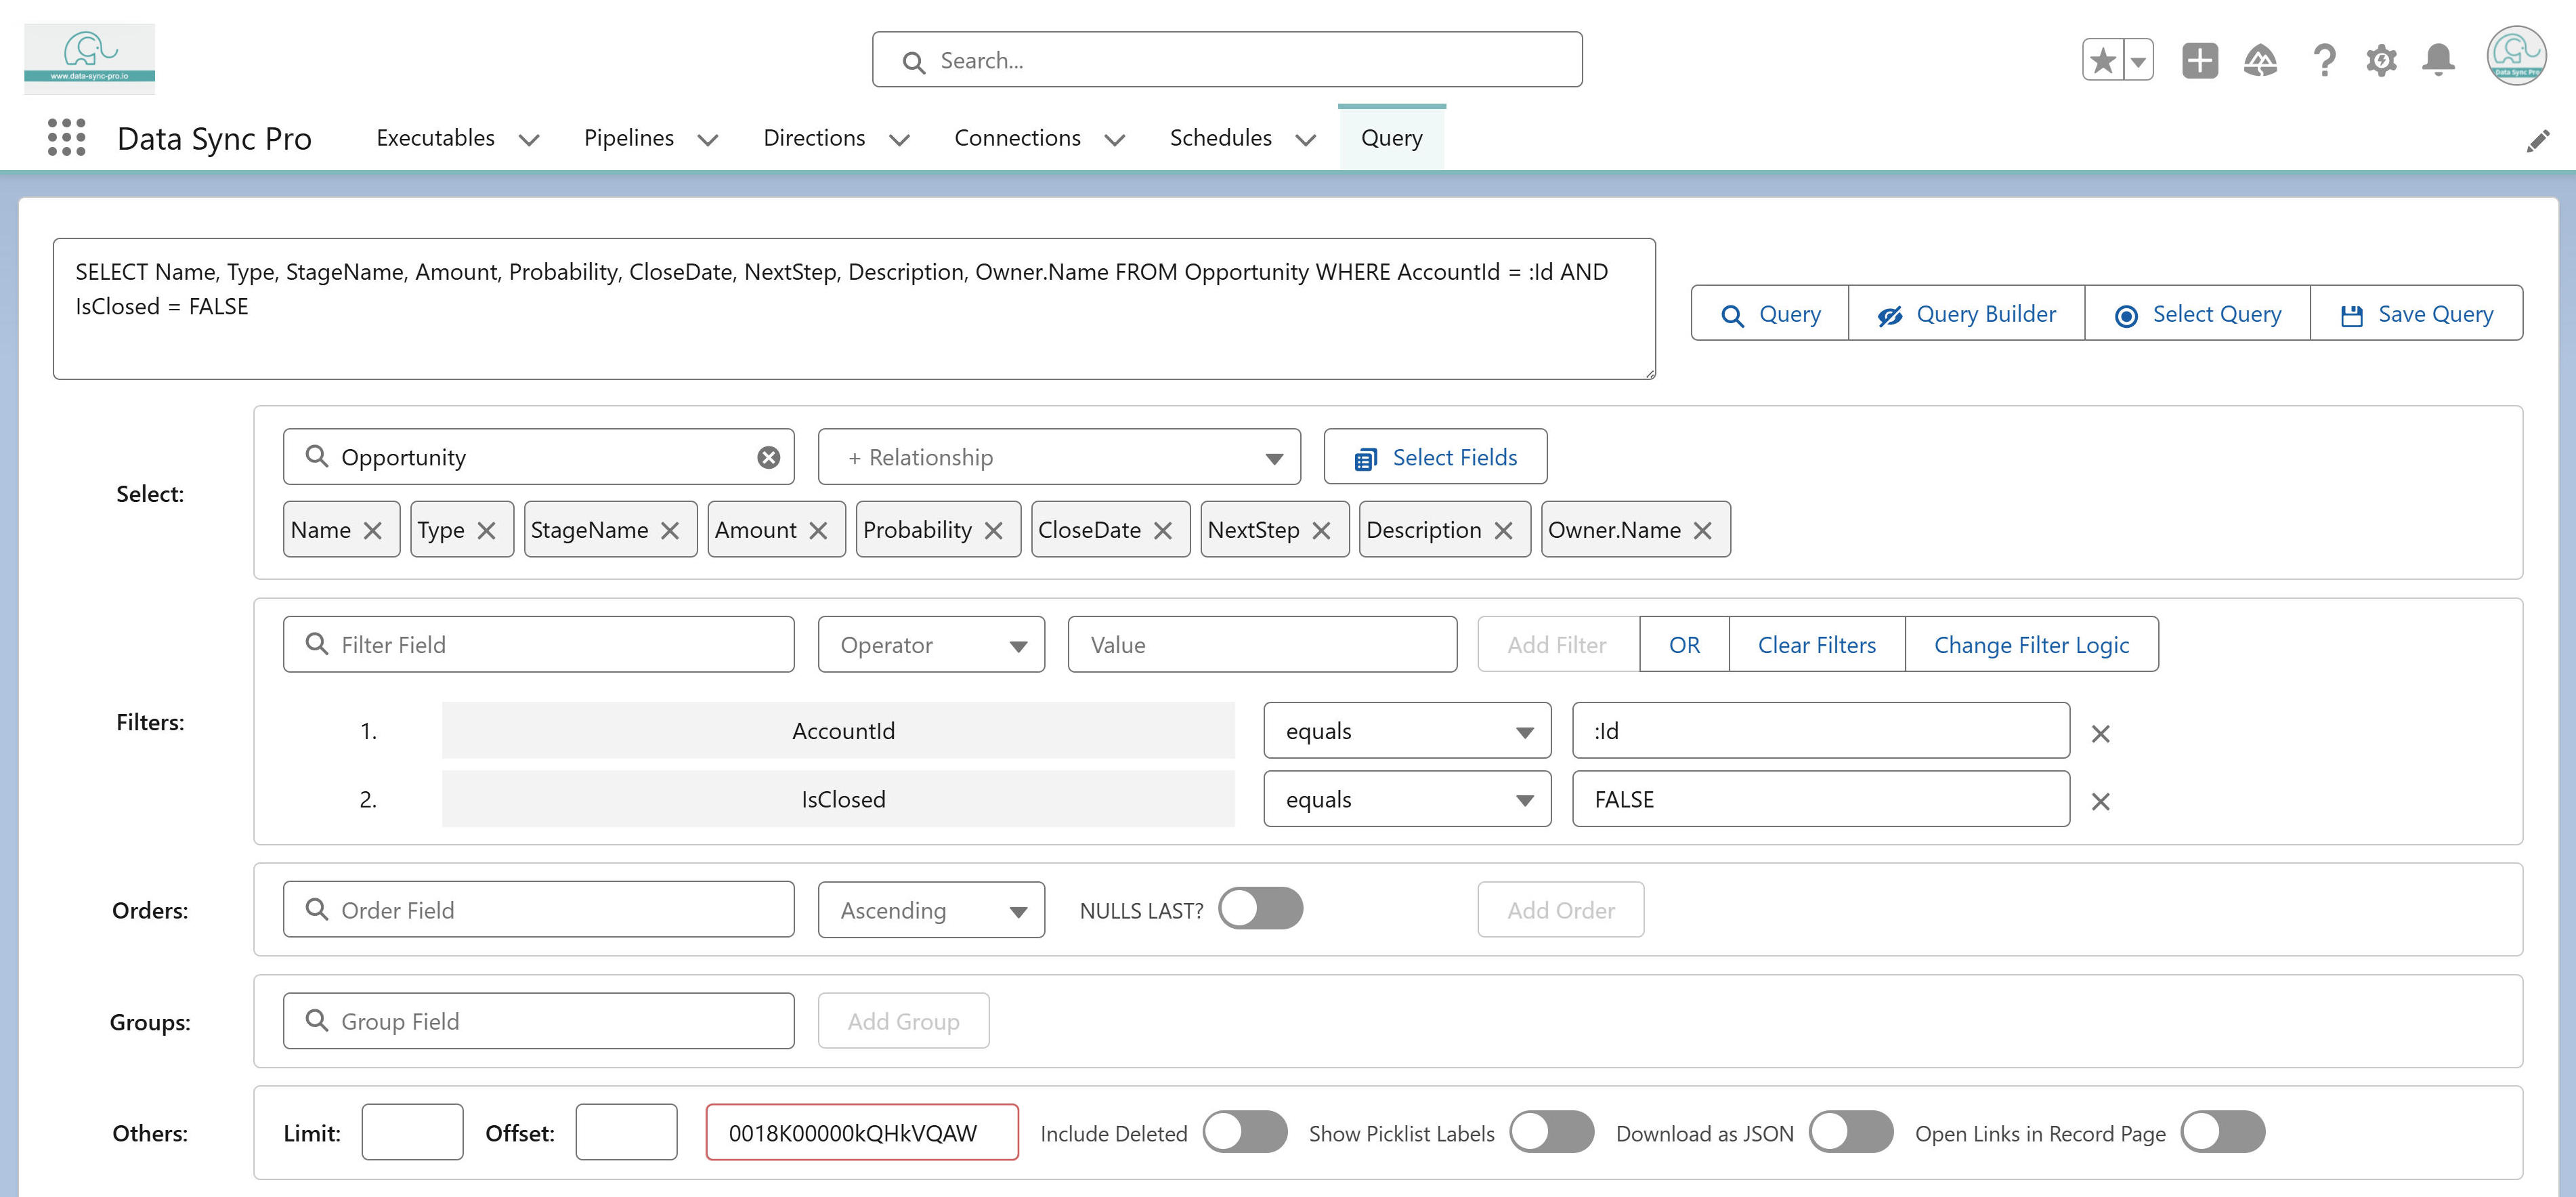 www.data-sync-pro.io
Search...
Data Sync Pro
Data Sync Pro Executables Pipelines Directions Connections Schedules Query
SELECT Name, Type, StageName, Amount, Probability, CloseDate, NextStep, Description, Owner.Name FROM Opportunity WHERE AccountId = :Id AND
IsClosed = FALSE
Query Query Builder Select Query Save Query
Select:
Opportunity + Relationship Select Fields
Name Type StageName Amount Probability CloseDate NextStep Description Owner.Name
Filters:
Filter Field Operator Value Add Filter OR Clear Filters Change Filter Logic
1. AccountId equals :Id
2. IsClosed equals FALSE
Orders: Order Field Ascending NULLS LAST? Add Order
Groups: Group Field Add Group
Others: Limit: Offset: 0018K00000kQHkVQAW Include Deleted Show Picklist Labels Download as JSON Open Links in Record Page